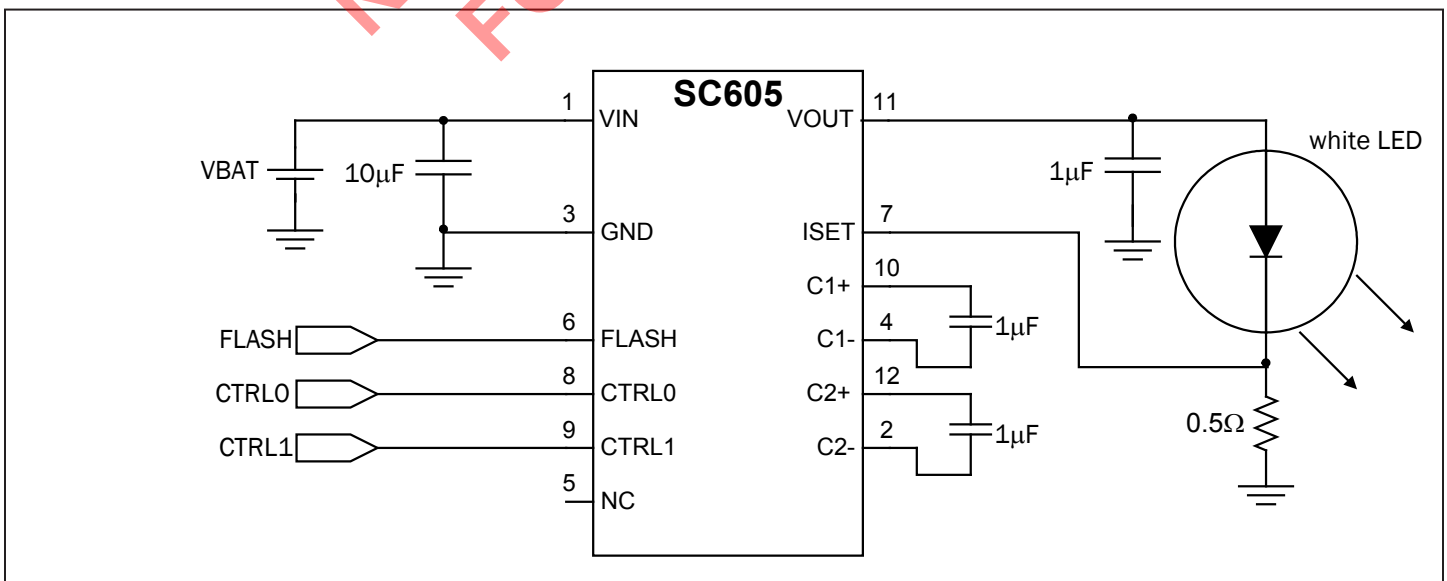 SC605
1
VIN
VOUT
11
white LED
VBAT
10μF
1μF
3
GND
ISET
7
C1+
10
FLASH
6
FLASH
C1-
4
1μF
CTRL0
8
CTRL0
C2+
12
CTRL1
9
CTRL1
C2-
2
1μF
0.5Ω
5
NC